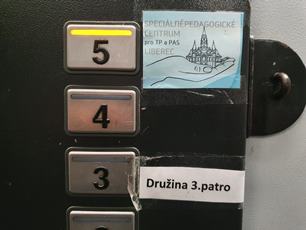 5
SPECIÁLNĚPEDAGOGICKÉ
CENTRUM
pro TP a PAS
LIBEREC
4
3
Družina 3.patro